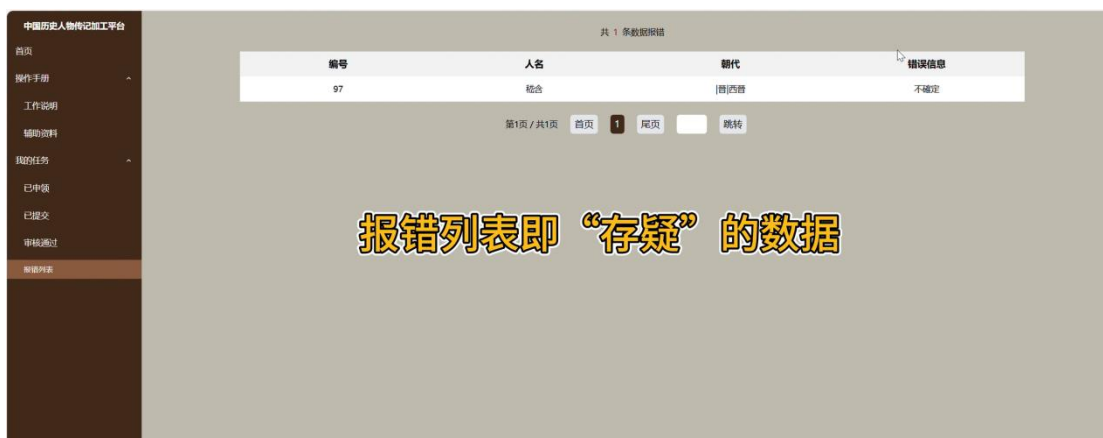 中国历史人物传记加工平台
首页
操作手册
工作说明
辅助资料
我的任务
已申领
已提交
审核通过
报错列表
共 1 条数据报错
编号 人名 朝代 错误信息
97 嵇含 |晋|西晋 不確定
第1页 / 共1页 首页 1 尾页 跳转
报错列表即“存疑”的数据